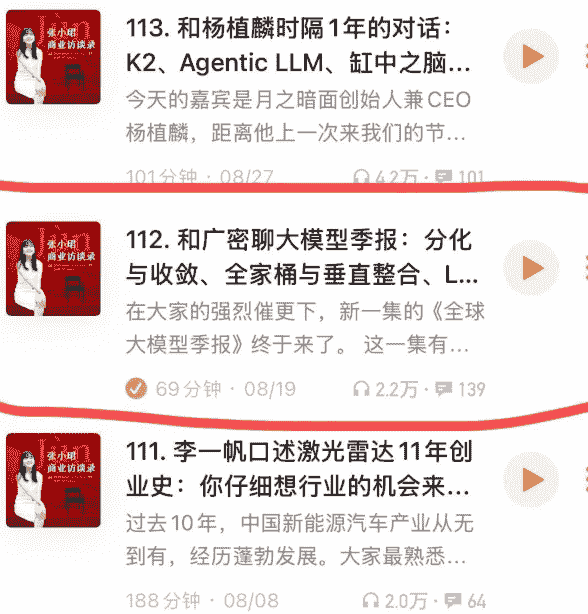 张小珺
商业访谈录
113. 和杨植麟时隔1年的对话：
K2、Agentic LLM、缸中之脑...
今天的嘉宾是月之暗面创始人兼CEO
杨植麟，距离他上一次来我们的节...
101分钟 · 08/27
4.2万 · 101
张小珺
商业访谈录
112. 和广密聊大模型季报：分化
与收敛、全家桶与垂直整合、L...
在大家的强烈催更下，新一集的《全球
大模型季报》终于来了。 这一集有...
69分钟 · 08/19
2.2万 · 139
张小珺
商业访谈录
111. 李一帆口述激光雷达11年创
业史：你仔细想行业的机会来...
过去10年，中国新能源汽车产业从无
到有，经历蓬勃发展。大家最熟悉...
188分钟 · 08/08
2.0万 · 64